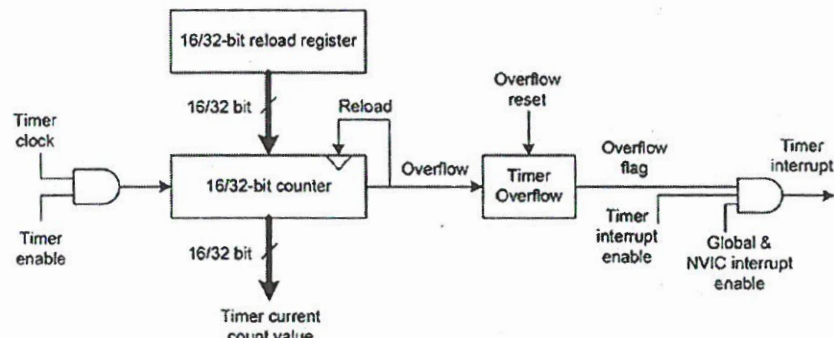 16/32-bit reload register
16/32 bit
Reload
Timer
clock
Timer
enable
16/32-bit counter
Overflow
16/32 bit
Timer current
count value
Overflow
reset
Timer
Overflow
Overflow
flag
Timer
interrupt
enable
Global &
NVIC interrupt
enable
Timer
interrupt